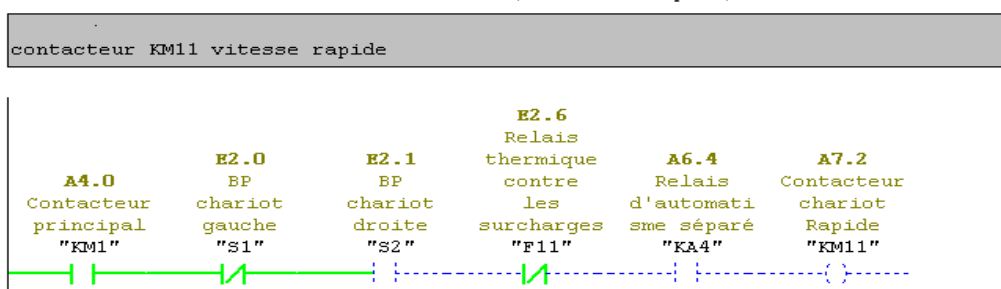 contacteur KM11 vitesse rapide
E2.6
Relais
E2.0 E2.1 thermique A6.4 A7.2
A4.0 BP BP contre Relais Contacteur
Contacteur chariot chariot les d'automati chariot
principal gauche droite surcharges sme séparé Rapide
"KM1" "S1" "S2" "F11" "KA4" "KM11"